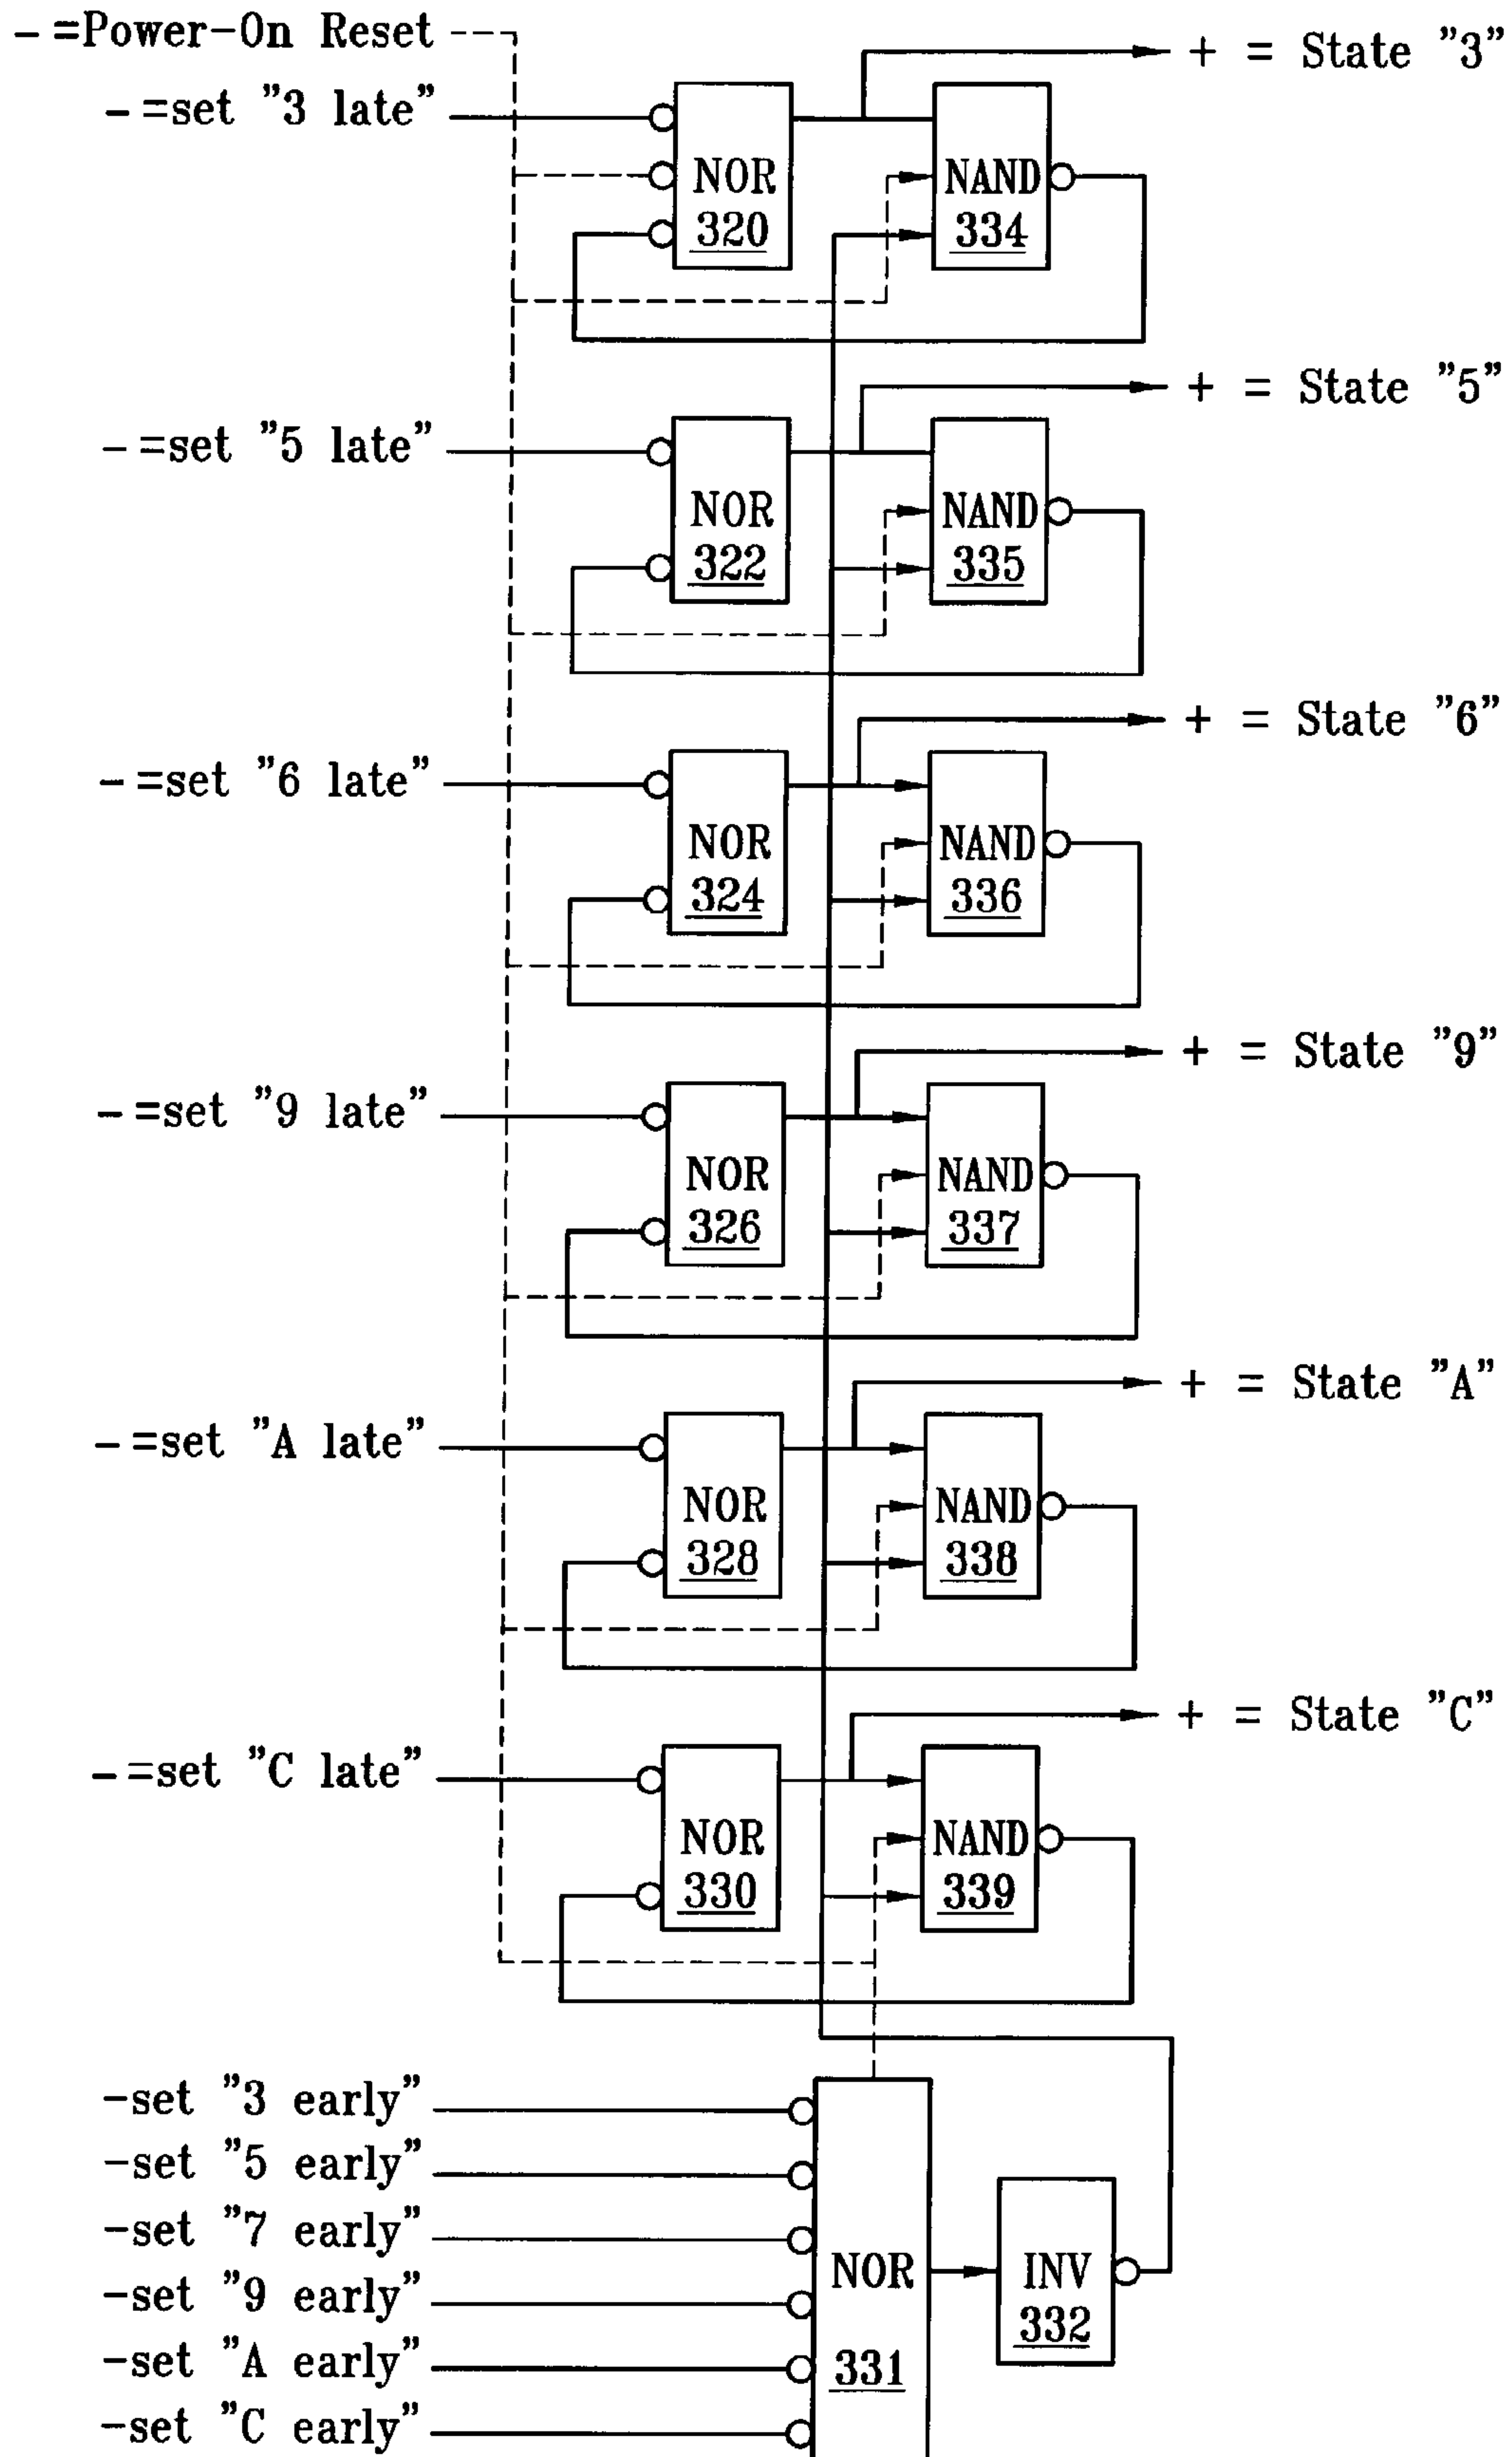 – =Power–On Reset
+ = State "3"
– =set "3 late"
NOR
320
NAND
334
+ = State "5"
– =set "5 late"
NOR
322
NAND
335
+ = State "6"
– =set "6 late"
NOR
324
NAND
336
+ = State "9"
– =set "9 late"
NOR
326
NAND
337
+ = State "A"
– =set "A late"
NOR
328
NAND
338
+ = State "C"
– =set "C late"
NOR
330
NAND
339
–set "3 early"
–set "5 early"
–set "7 early"
–set "9 early"
–set "A early"
–set "C early"
NOR
331
INV
332